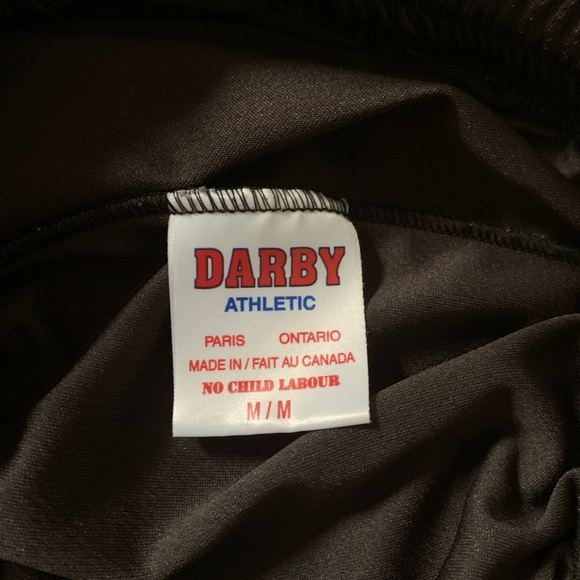 DARBY
ATHLETIC
PARIS ONTARIO
MADE IN / FAIT AU CANADA
NO CHILD LABOUR
M / M